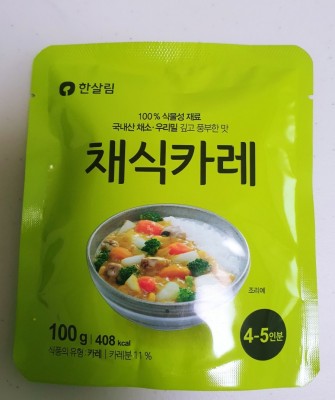 한살림
100% 식물성 재료
국내산 채소·우리밀 깊고 풍부한 맛
채식카레
조리예
100g | 408 kcal
4-5인분
식품의 유형 : 카레 | 카레분 11%